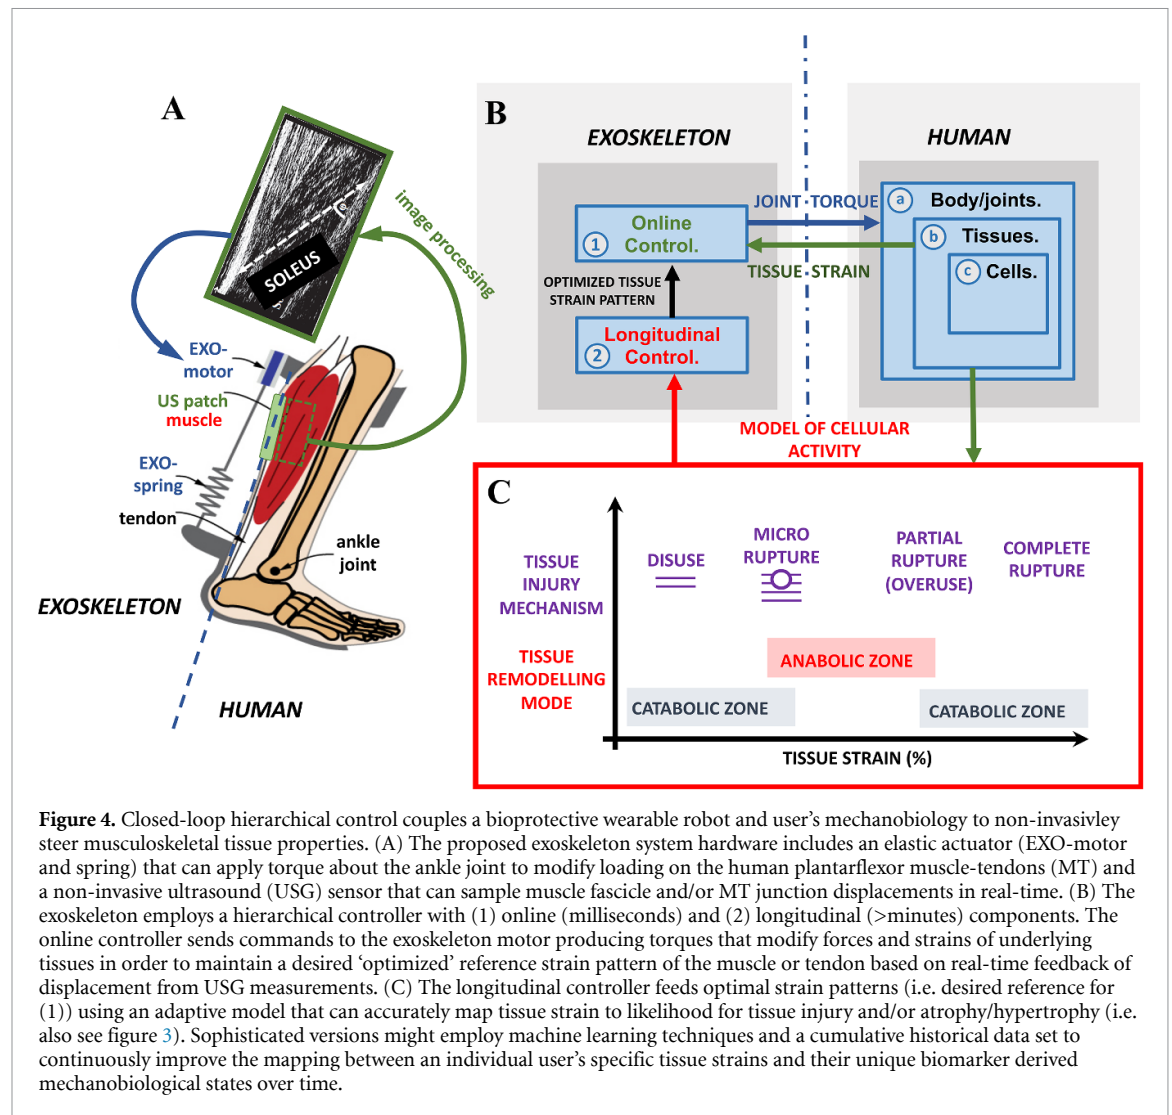 A
SOLEUS
Θ
image processing
EXO-
motor
US patch
muscle
EXO-
spring
tendon
ankle
joint
EXOSKELETON
HUMAN
B
EXOSKELETON
HUMAN
Online
Control.
1
JOINT TORQUE
TISSUE STRAIN
OPTIMIZED TISSUE
STRAIN PATTERN
Longitudinal
Control.
2
a Body/joints.
b Tissues.
c Cells.
MODEL OF CELLULAR
ACTIVITY
C
TISSUE
INJURY
MECHANISM
DISUSE
MICRO
RUPTURE
PARTIAL
RUPTURE
(OVERUSE)
COMPLETE
RUPTURE
TISSUE
REMODELLING
MODE
ANABOLIC ZONE
CATABOLIC ZONE
CATABOLIC ZONE
TISSUE STRAIN (%)
Figure 4. Closed-loop hierarchical control couples a bioprotective wearable robot and user's mechanobiology to non-invasivley
steer musculoskeletal tissue properties. (A) The proposed exoskeleton system hardware includes an elastic actuator (EXO-motor
and spring) that can apply torque about the ankle joint to modify loading on the human plantarflexor muscle-tendons (MT) and
a non-invasive ultrasound (USG) sensor that can sample muscle fascicle and/or MT junction displacements in real-time. (B) The
exoskeleton employs a hierarchical controller with (1) online (milliseconds) and (2) longitudinal (>minutes) components. The
online controller sends commands to the exoskeleton motor producing torques that modify forces and strains of underlying
tissues in order to maintain a desired 'optimized' reference strain pattern of the muscle or tendon based on real-time feedback of
displacement from USG measurements. (C) The longitudinal controller feeds optimal strain patterns (i.e. desired reference for
(1)) using an adaptive model that can accurately map tissue strain to likelihood for tissue injury and/or atrophy/hypertrophy (i.e.
also see figure 3). Sophisticated versions might employ machine learning techniques and a cumulative historical data set to
continuously improve the mapping between an individual user's specific tissue strains and their unique biomarker derived
mechanobiological states over time.